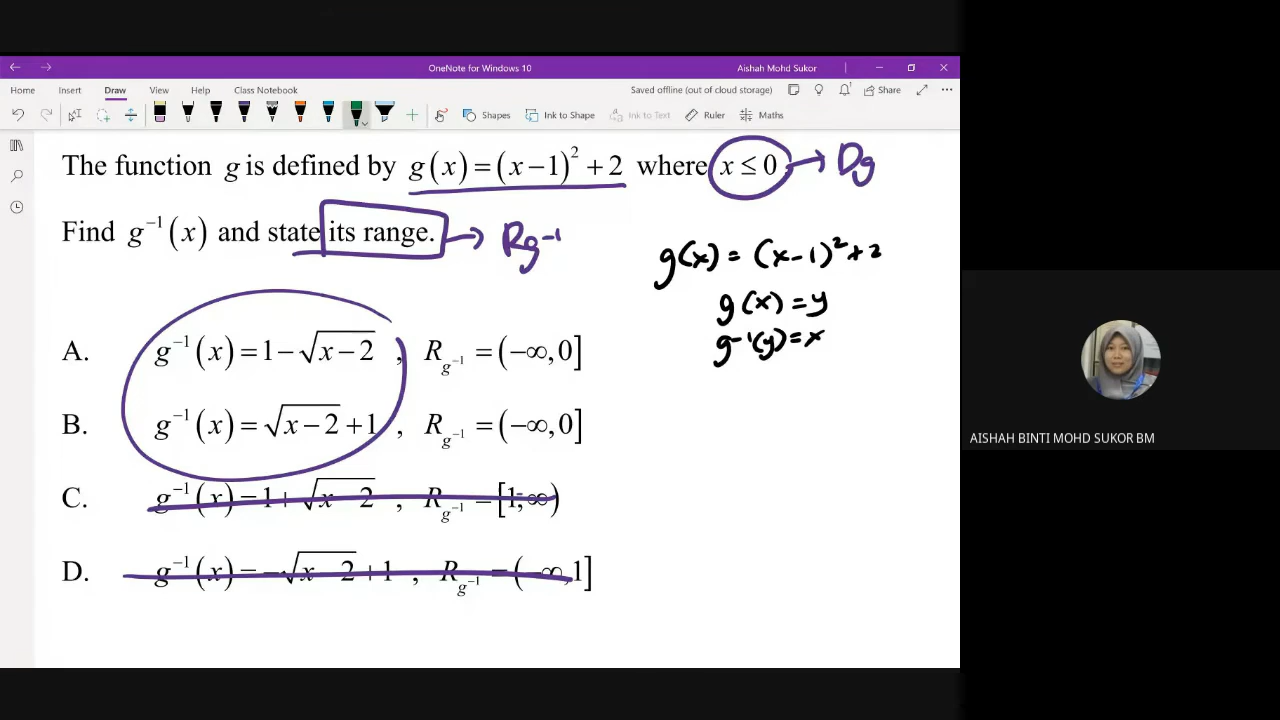 OneNote for Windows 10
Aishah Mohd Sukor
Home Insert Draw View Help Class Notebook
Saved offline (out of cloud storage)
Share
Shapes Ink to Shape Ink to Text Ruler Maths
The function g is defined by g(x) = (x−1)² + 2 where x ≤ 0 → Dg
Find g⁻¹(x) and state its range. → Rg⁻¹
g(x) = (x−1)² + 2
g(x) = y
g⁻¹(y) = x
A. g⁻¹(x) = 1 − √(x−2) , R_g⁻¹ = (−∞, 0]
B. g⁻¹(x) = √(x−2) + 1 , R_g⁻¹ = (−∞, 0]
C. g⁻¹(x) = 1 + √(x−2) , R_g⁻¹ = [1, ∞)
D. g⁻¹(x) = −√(x−2) + 1 , R_g⁻¹ = (−∞, 1]
AISHAH BINTI MOHD SUKOR BM